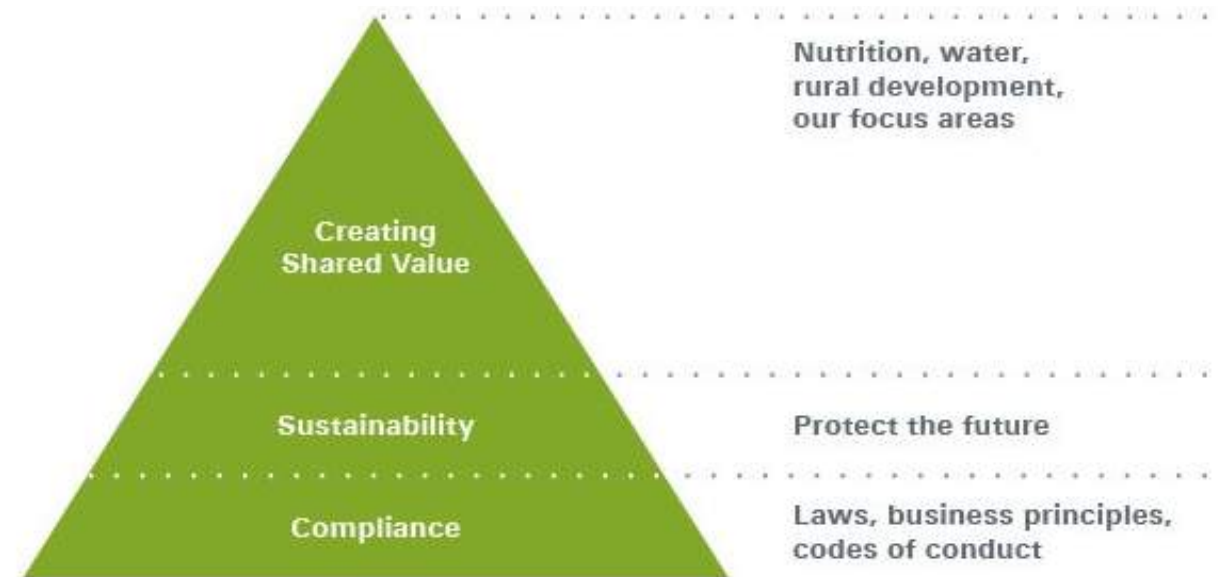 Nutrition, water,
rural development,
our focus areas
Creating
Shared Value
Sustainability
Protect the future
Compliance
Laws, business principles,
codes of conduct